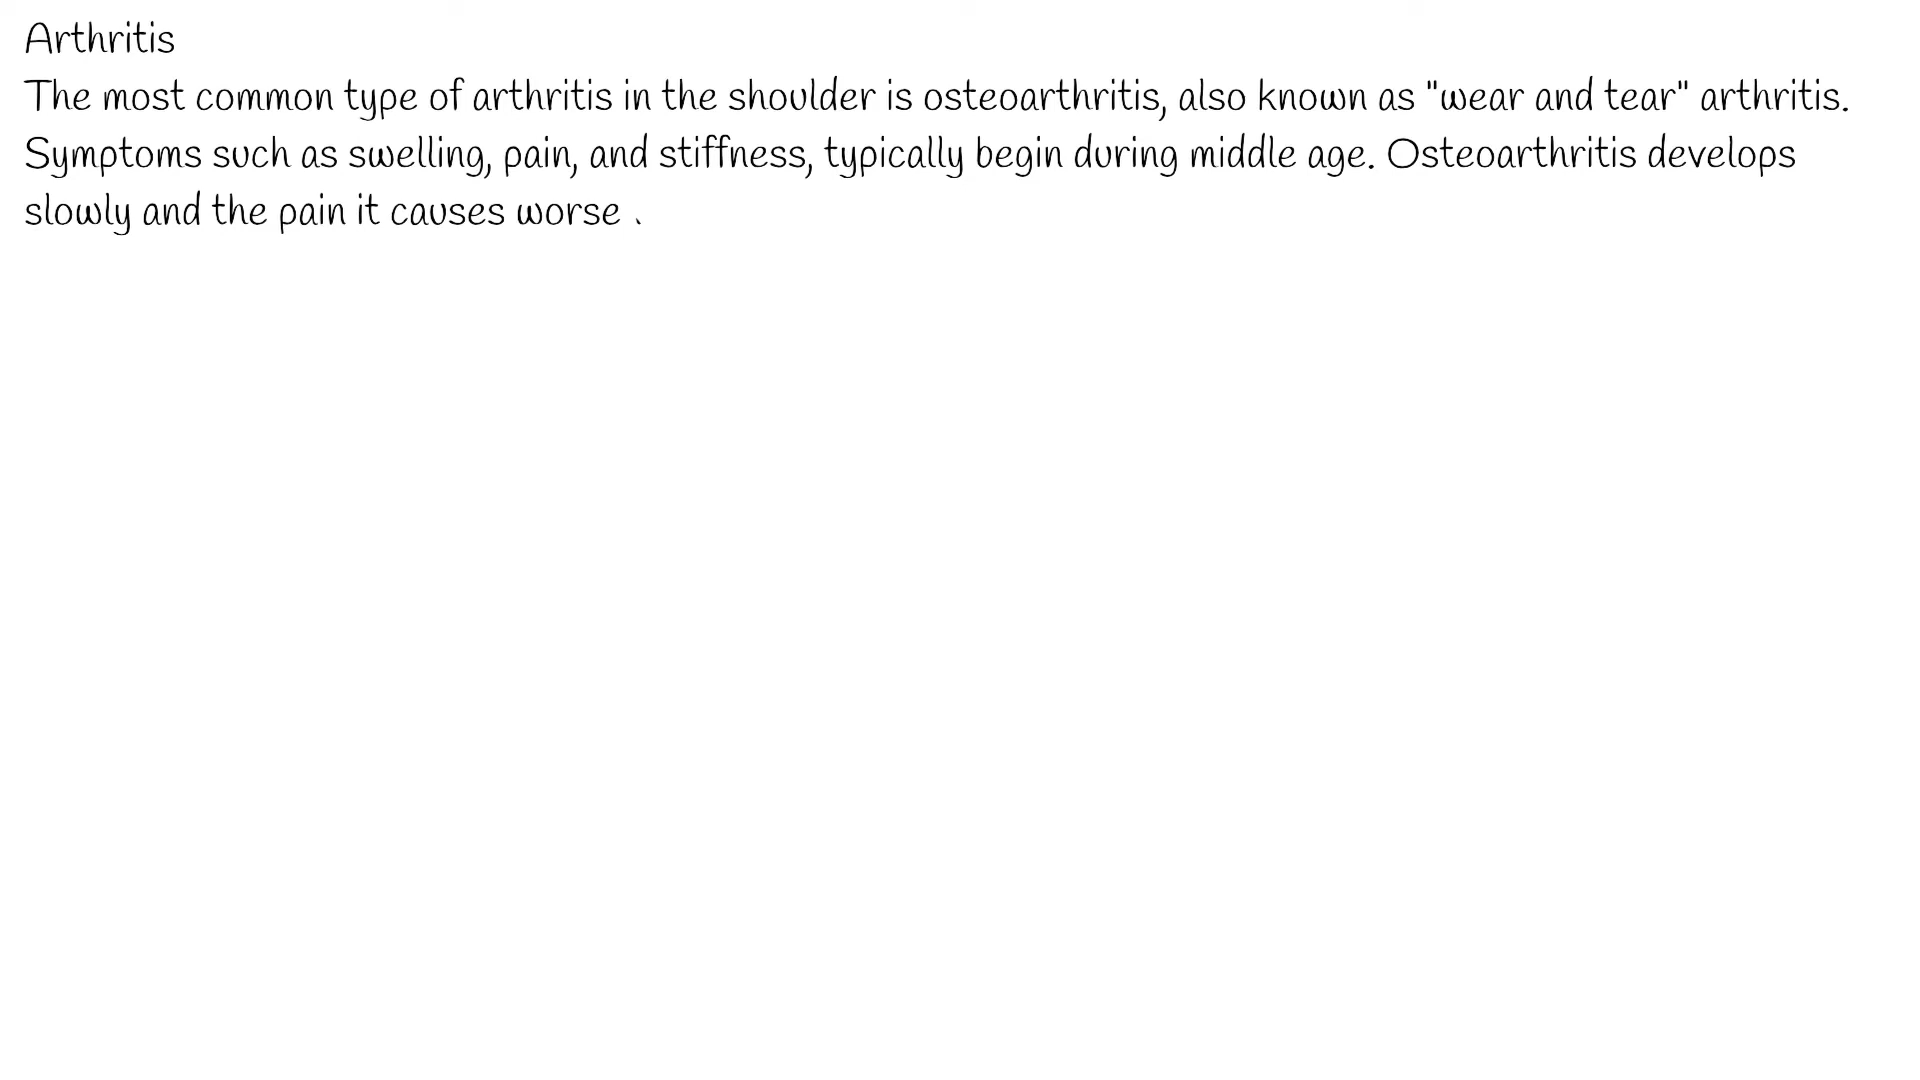 Arthritis
The most common type of arthritis in the shoulder is osteoarthritis, also known as "wear and tear" arthritis.
Symptoms such as swelling, pain, and stiffness, typically begin during middle age. Osteoarthritis develops
slowly and the pain it causes worse .